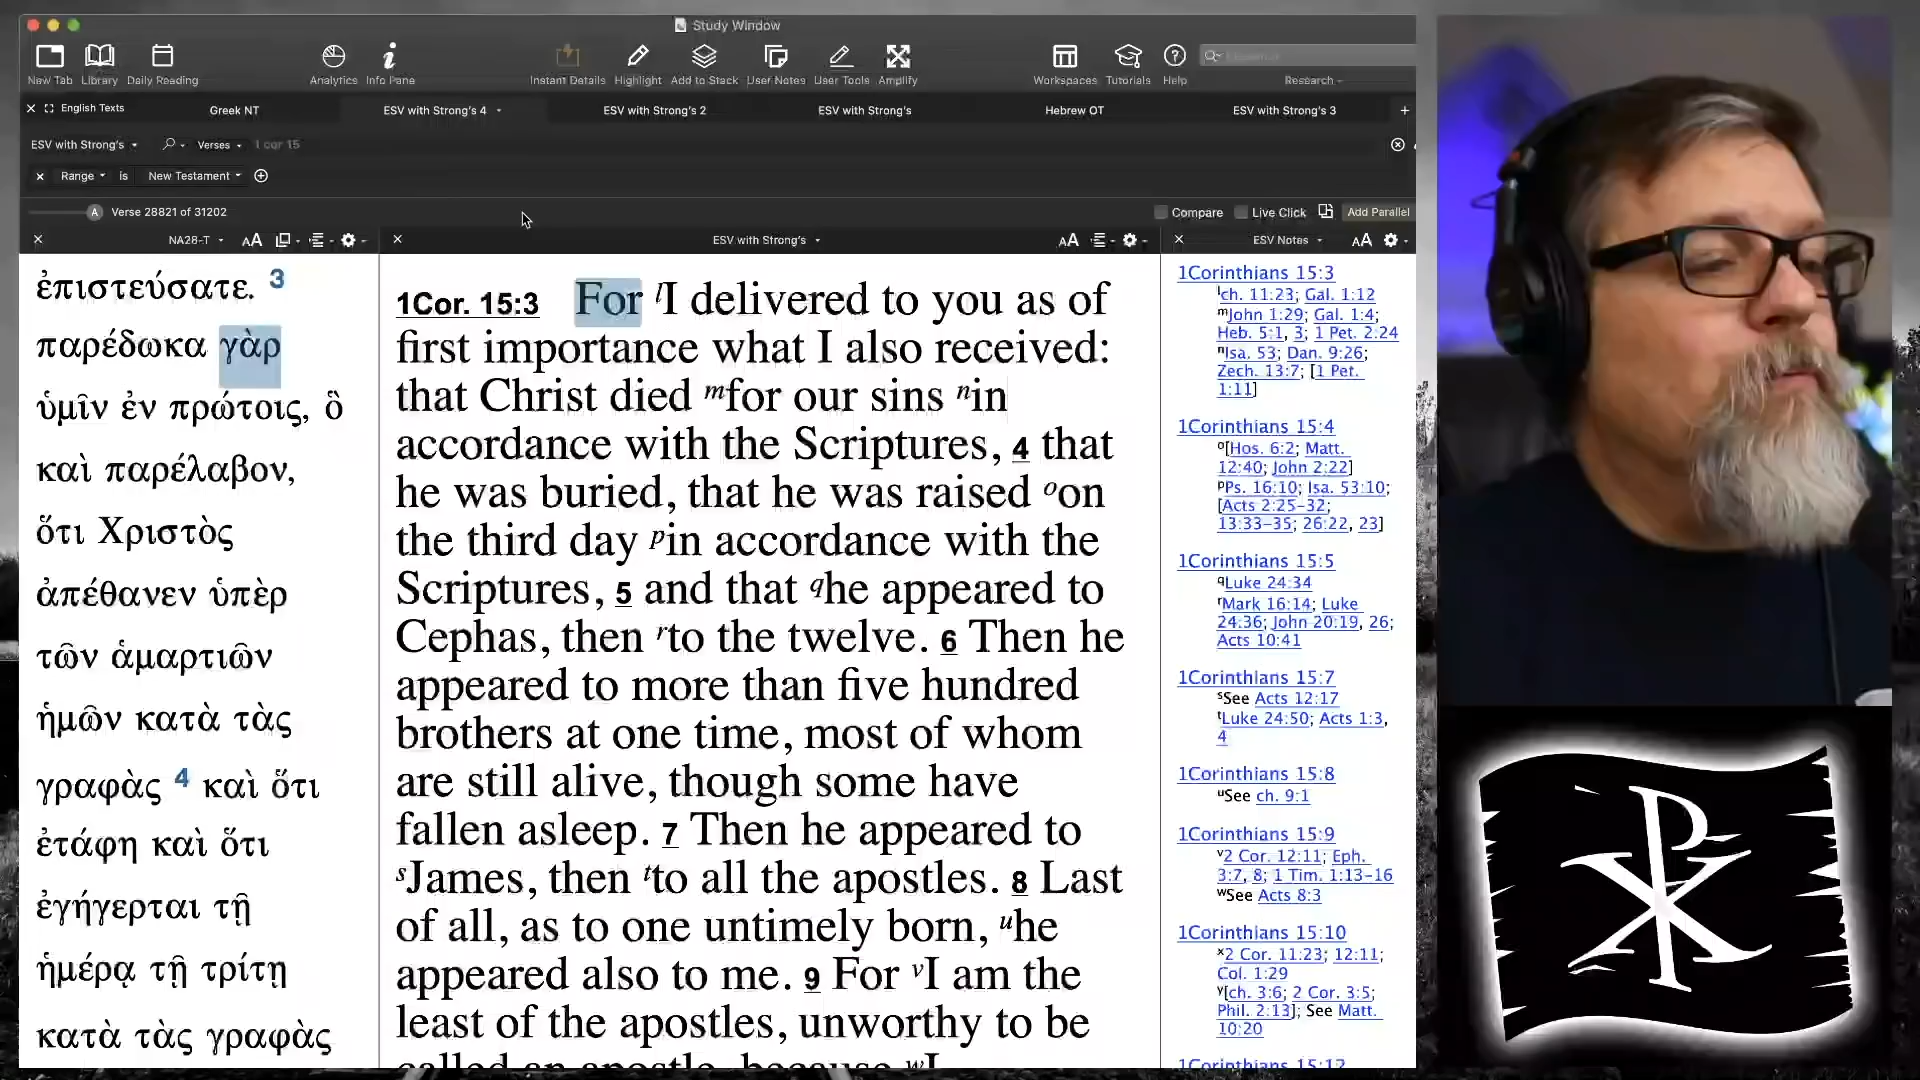 Study Window
New Tab Library Daily Reading Analytics Info Pane Instant Details Highlight Add to Stack User Notes User Tools Amplify Workspaces Tutorials Help Research
English Texts Greek NT ESV with Strong's 4 ESV with Strong's 2 ESV with Strong's Hebrew OT ESV with Strong's 3 +
ESV with Strong's Verses 1 cor 15
Range is New Testament
A Verse 28821 of 31202 Compare Live Click Add Parallel
NA28-T ESV with Strong's ESV Notes
ἐπιστεύσατε. 3
παρέδωκα γὰρ
ὑμῖν ἐν πρώτοις, ὃ
καὶ παρέλαβον,
ὅτι Χριστὸς
ἀπέθανεν ὑπὲρ
τῶν ἁμαρτιῶν
ἡμῶν κατὰ τὰς
γραφὰς 4 καὶ ὅτι
ἐτάφη καὶ ὅτι
ἐγήγερται τῇ
ἡμέρᾳ τῇ τρίτῃ
κατὰ τὰς γραφὰς
1Cor. 15:3 For lI delivered to you as of
first importance what I also received:
that Christ died mfor our sins nin
accordance with the Scriptures, 4 that
he was buried, that he was raised oon
the third day pin accordance with the
Scriptures, 5 and that qhe appeared to
Cephas, then rto the twelve. 6 Then he
appeared to more than five hundred
brothers at one time, most of whom
are still alive, though some have
fallen asleep. 7 Then he appeared to
sJames, then tto all the apostles. 8 Last
of all, as to one untimely born, uhe
appeared also to me. 9 For vI am the
least of the apostles, unworthy to be
called an apostle, because wI
1Corinthians 15:3
lch. 11:23; Gal. 1:12
mJohn 1:29; Gal. 1:4;
Heb. 5:1, 3; 1 Pet. 2:24
nIsa. 53; Dan. 9:26;
Zech. 13:7; [1 Pet.
1:11]
1Corinthians 15:4
o[Hos. 6:2; Matt.
12:40; John 2:22]
pPs. 16:10; Isa. 53:10;
[Acts 2:25–32;
13:33–35; 26:22, 23]
1Corinthians 15:5
qLuke 24:34
rMark 16:14; Luke
24:36; John 20:19, 26;
Acts 10:41
1Corinthians 15:7
sSee Acts 12:17
tLuke 24:50; Acts 1:3,
4
1Corinthians 15:8
uSee ch. 9:1
1Corinthians 15:9
v2 Cor. 12:11; Eph.
3:7, 8; 1 Tim. 1:13–16
wSee Acts 8:3
1Corinthians 15:10
x2 Cor. 11:23; 12:11;
Col. 1:29
y[ch. 3:6; 2 Cor. 3:5;
Phil. 2:13]; See Matt.
10:20
1Corinthians 15:12